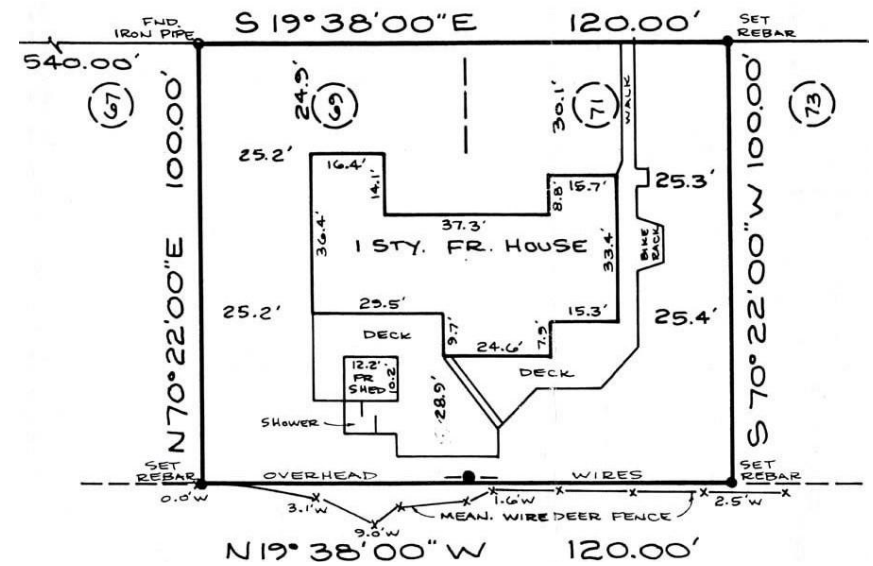 FND.
IRON PIPE
S 19° 38' 00" E
120.00'
SET
REBAR
540.00'
67
24.9'
69
30.1'
71
WALK
73
N 70° 22' 00" E 100.00'
S 70° 22' 00" W 100.00'
25.2'
16.4'
14.1'
8.8'
15.7'
25.3'
37.3'
36.4'
1 STY. FR. HOUSE
33.4'
BIKE
RACK
25.2'
29.5'
15.3'
25.4'
DECK
9.7'
24.6'
7.9'
DECK
12.2'
FR
SHED
10.2'
28.9'
SHOWER
SET
REBAR
OVERHEAD
WIRES
SET
REBAR
0.0'W
3.1'W
9.0'W
1.6'W
2.5'W
MEAN. WIRE DEER FENCE
N 19° 38' 00" W
120.00'